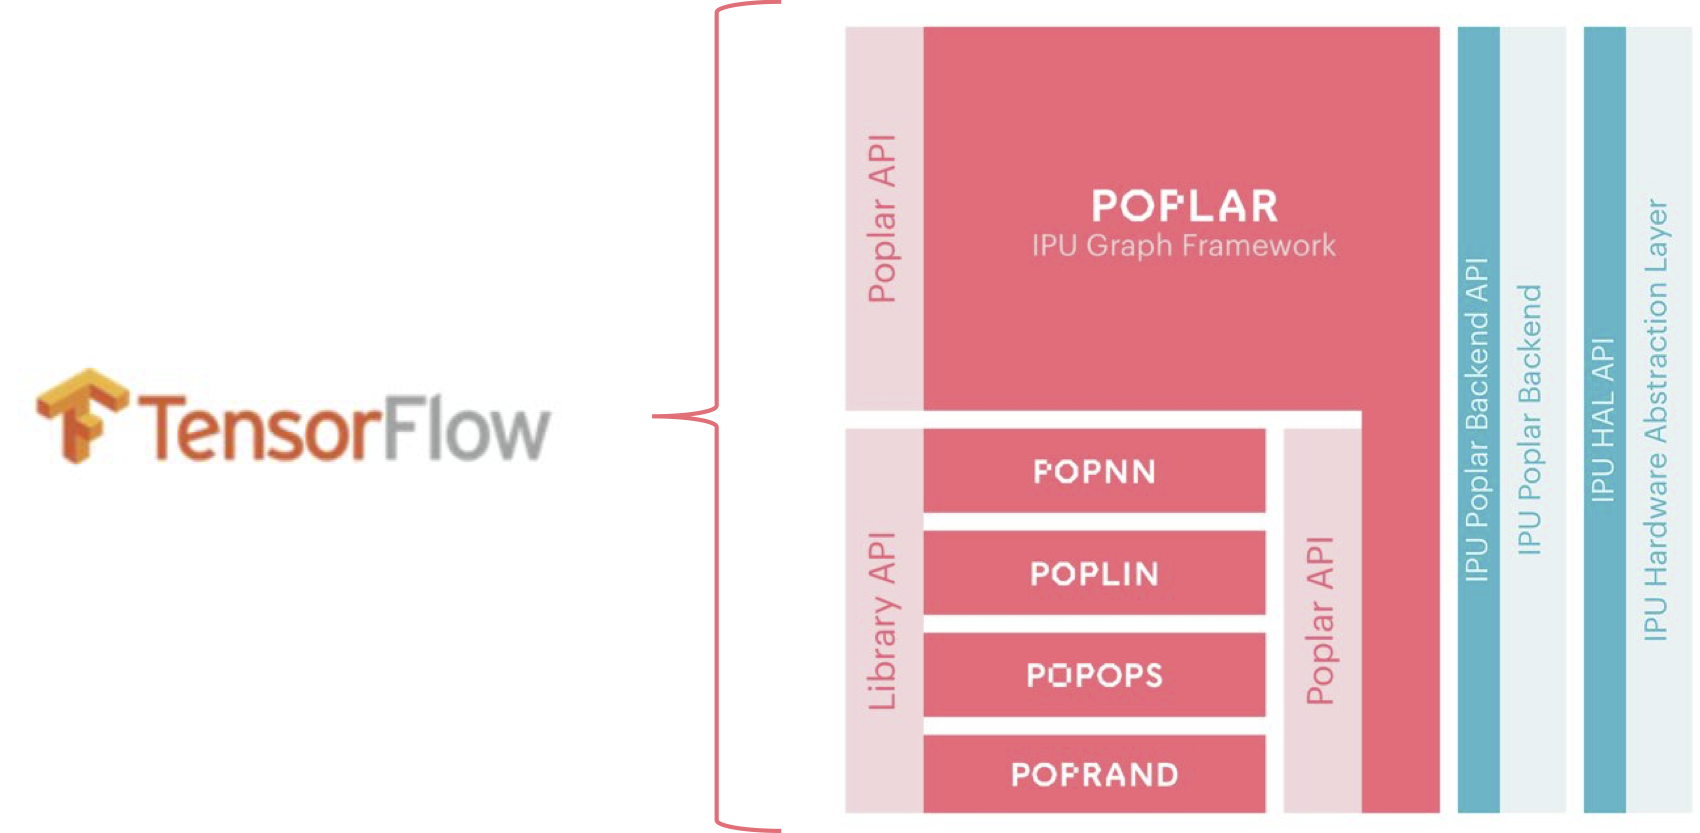 TensorFlow
Poplar API
POPLAR
IPU Graph Framework
Library API
POPNN
POPLIN
POPOPS
POPRAND
Poplar API
IPU Poplar Backend API
IPU Poplar Backend
IPU HAL API
IPU Hardware Abstraction Layer